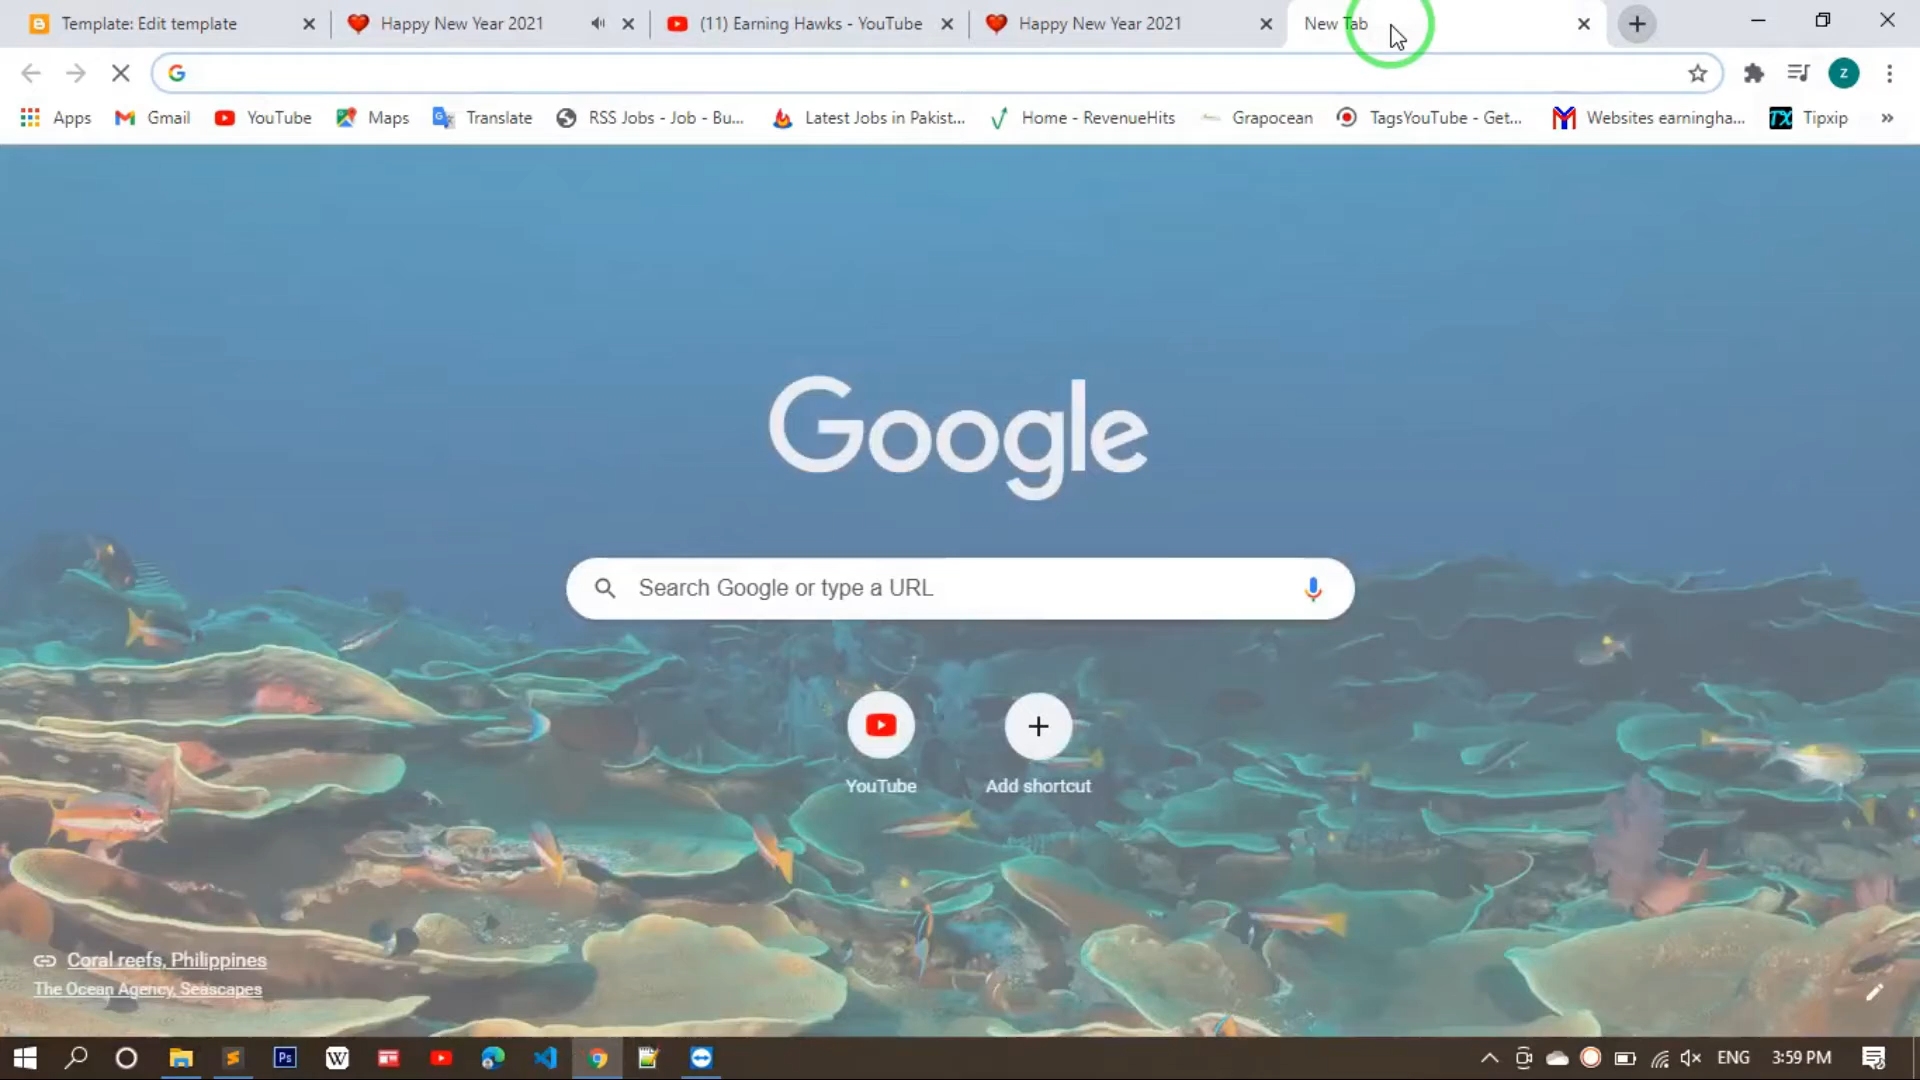 Template: Edit template
Happy New Year 2021
(11) Earning Hawks - YouTube
Happy New Year 2021
New Tab
G
z
Apps
Gmail
YouTube
Maps
Translate
RSS Jobs - Job - Bu...
Latest Jobs in Pakist...
Home - RevenueHits
Grapocean
TagsYouTube - Get...
Websites earningha...
TX
Tipxip
»
Google
Search Google or type a URL
YouTube
Add shortcut
Coral reefs, Philippines
The Ocean Agency, Seascapes
Ps
W
ENG
3:59 PM